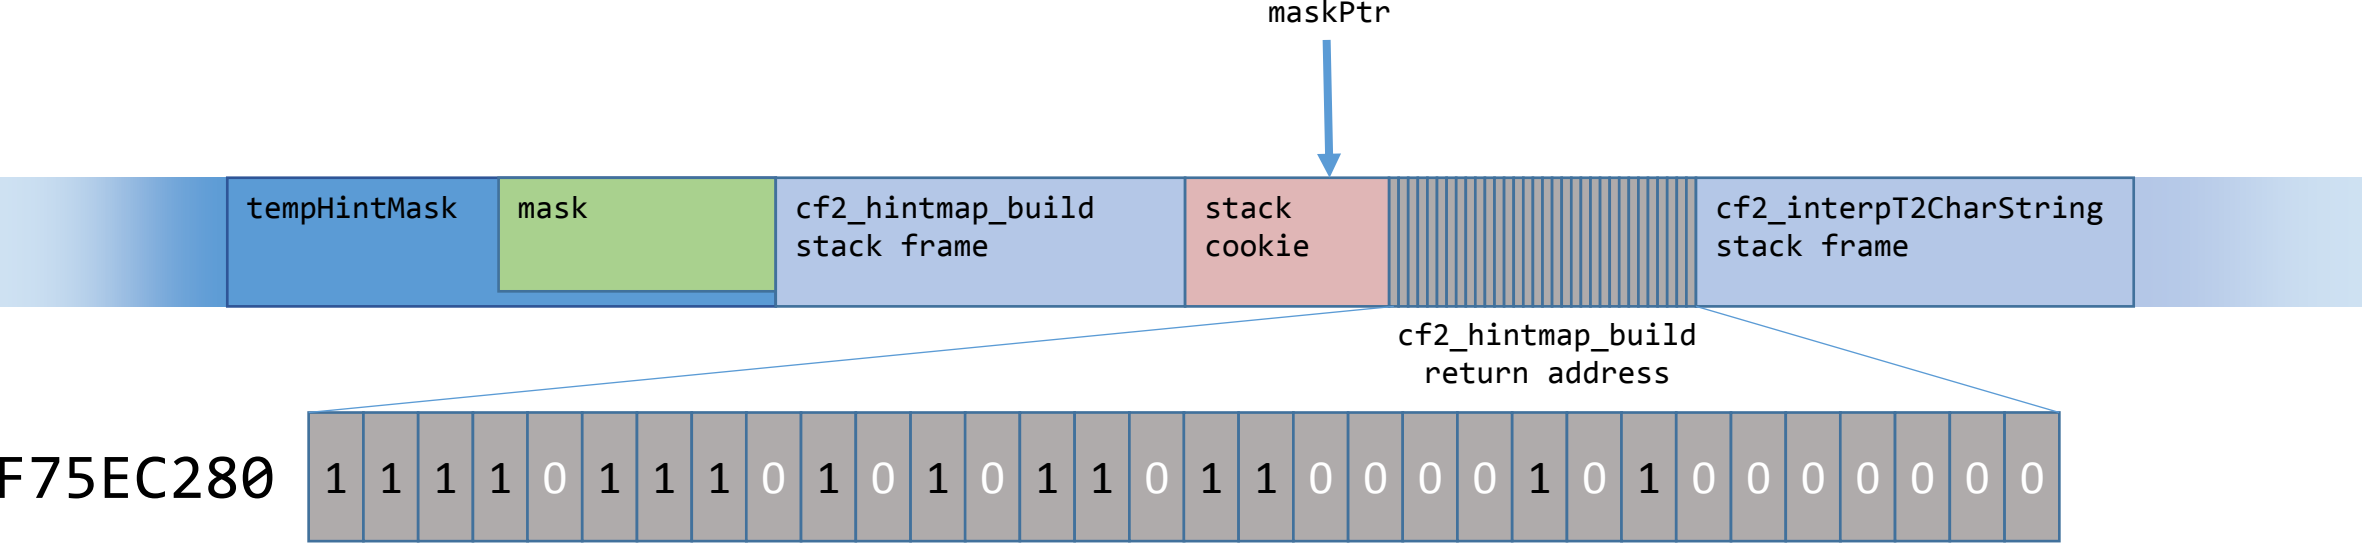 maskPtr
tempHintMask
mask
cf2_hintmap_build
stack frame
stack
cookie
cf2_interpT2CharString
stack frame
cf2_hintmap_build
return address
F75EC280
1 1 1 1 0 1 1 1 0 1 0 1 0 1 1 0 1 1 0 0 0 0 1 0 1 0 0 0 0 0 0 0